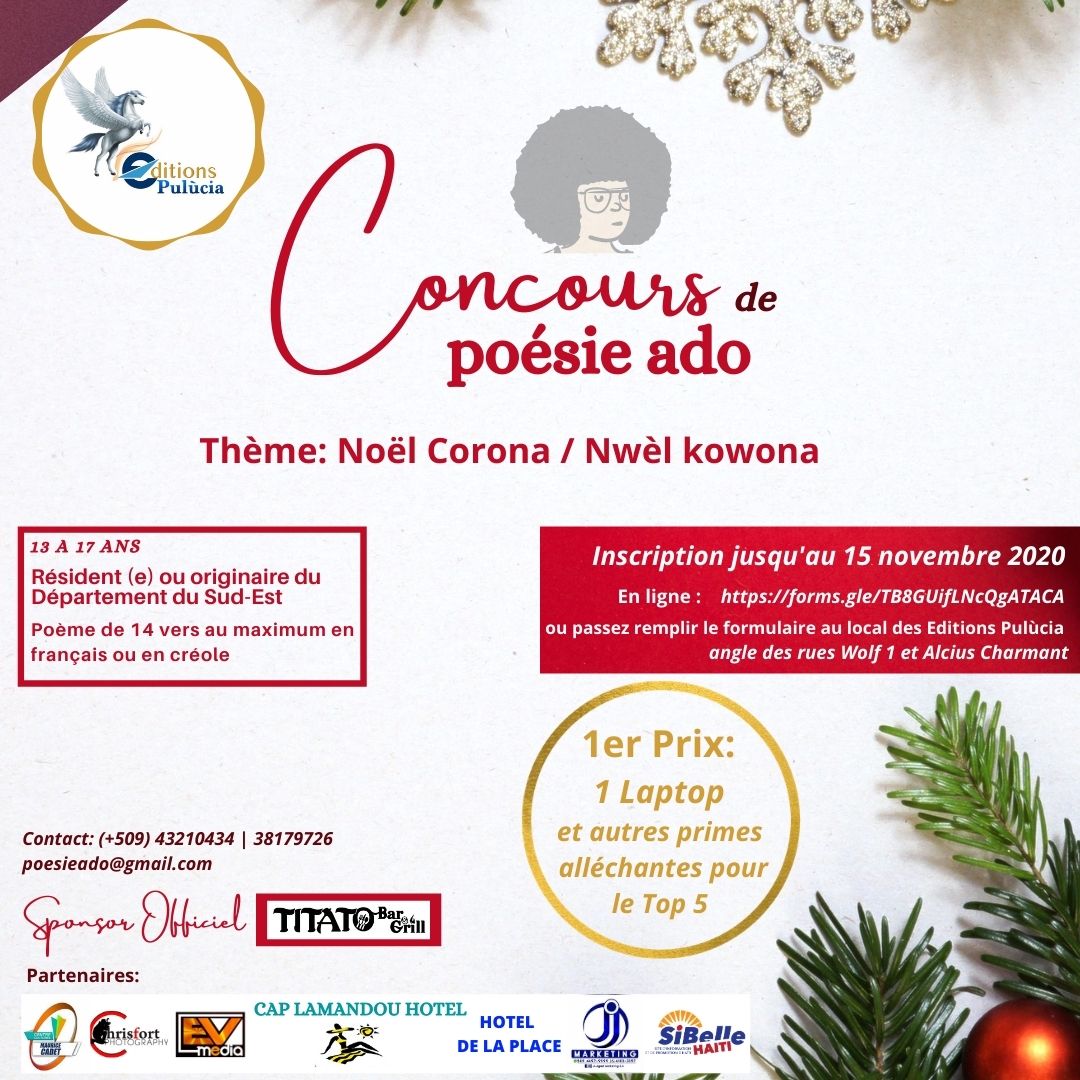 Editions
Pulùcia
Concours de
poésie ado
Thème: Noël Corona / Nwèl kowona
13 A 17 ANS
Résident (e) ou originaire du
Département du Sud-Est
Poème de 14 vers au maximum en
français ou en créole
Inscription jusqu'au 15 novembre 2020
En ligne : https://forms.gle/TB8GUifLNcQgATACA
ou passez remplir le formulaire au local des Editions Pulùcia
angle des rues Wolf 1 et Alcius Charmant
1er Prix:
1 Laptop
et autres primes
alléchantes pour
le Top 5
Contact: (+509) 43210434 | 38179726
poesieado@gmail.com
Sponsor Officiel
TITATO Bar & Grill
Partenaires:
MAURICE
CADET
Chrisfort
PHOTOGRAPHY
EV
media
CAP LAMANDOU HOTEL
HOTEL
DE LA PLACE
J
MARKETING
SiBelle
HAITI